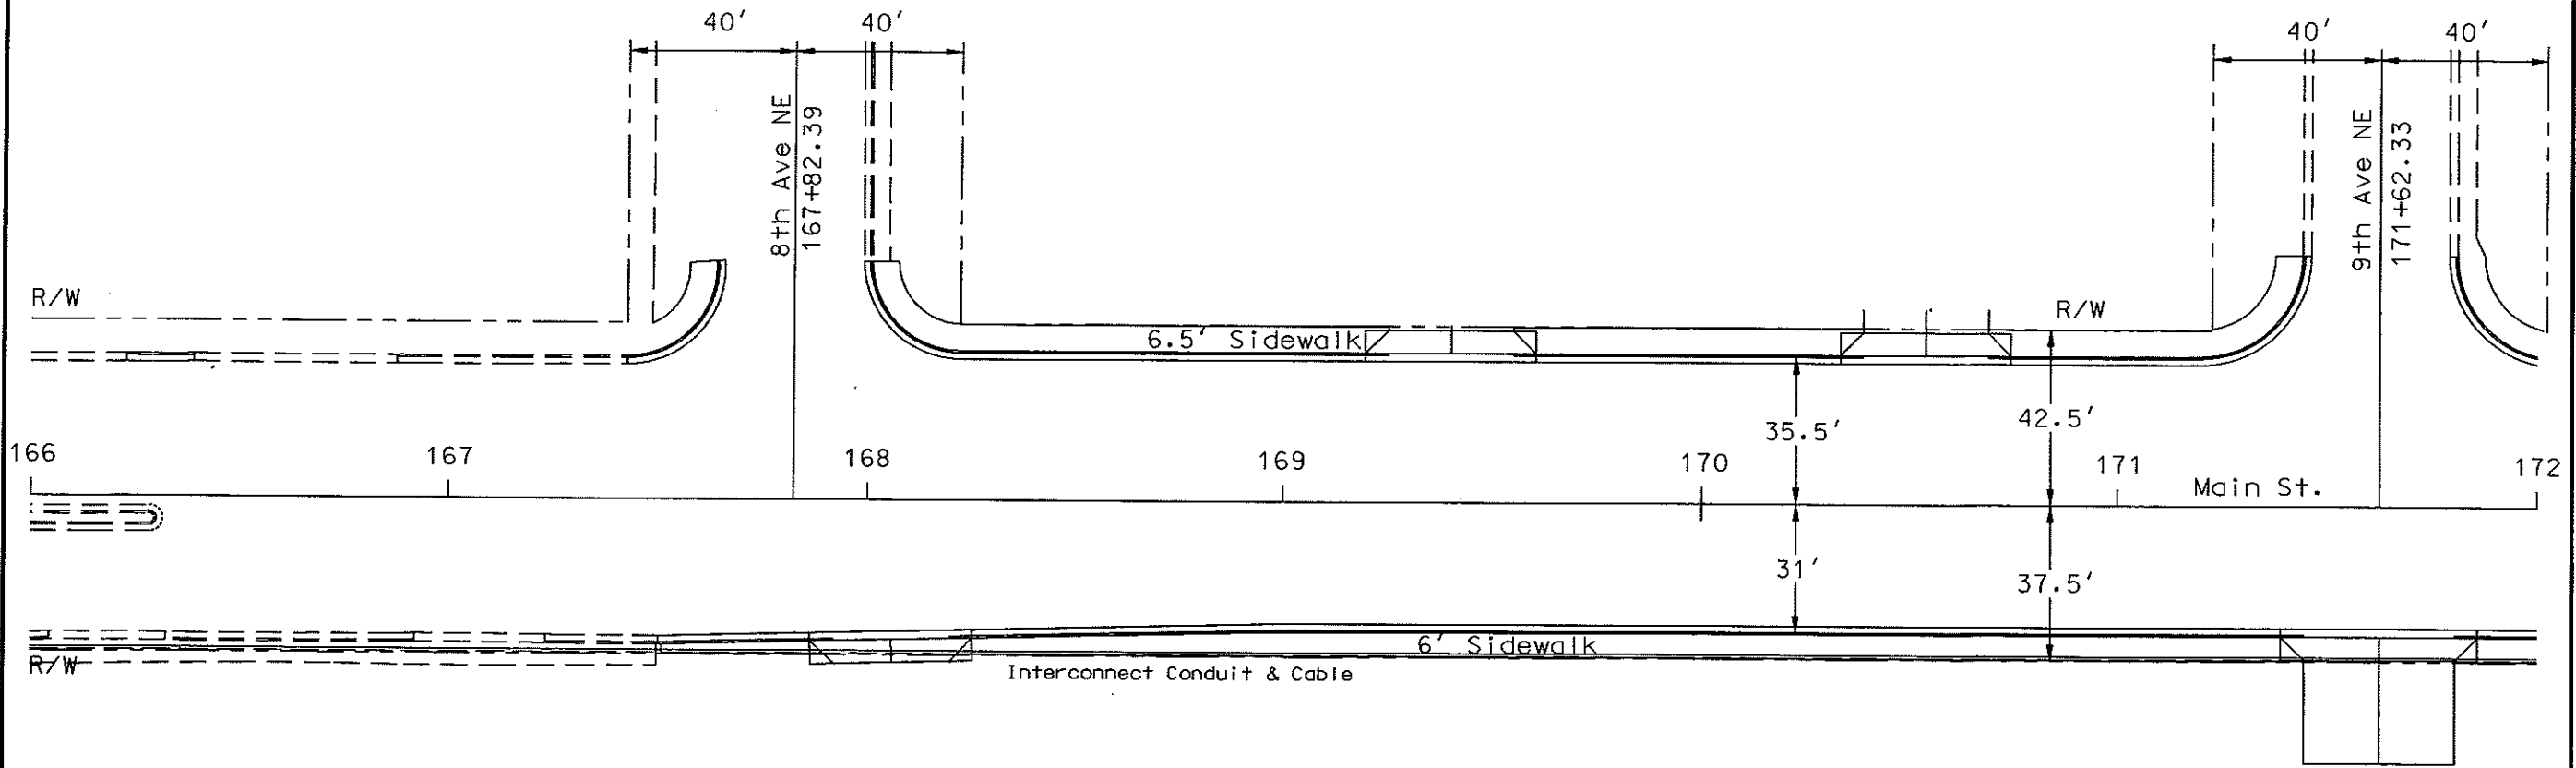 40' 40' 40' 40'
8th Ave NE
167+82.39
9th Ave NE
171+62.33
R/W
R/W
6.5' Sidewalk
35.5'
42.5'
166 167 168 169 170 171 172
Main St.
31'
37.5'
6' Sidewalk
R/W
Interconnect Conduit & Cable